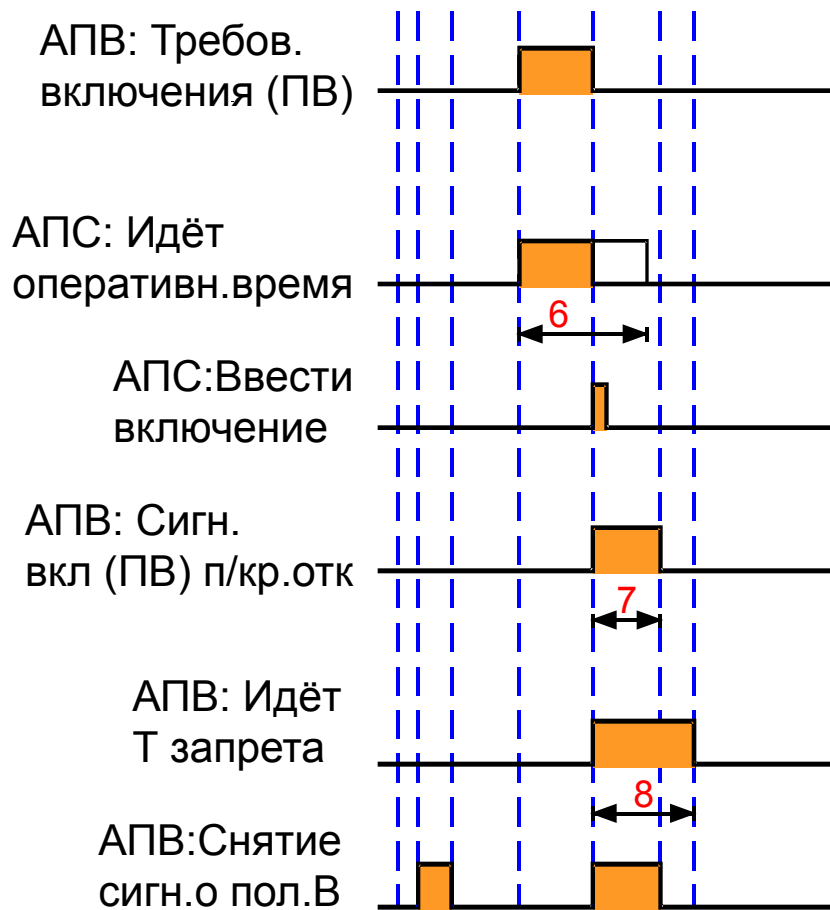 АПВ: Требов.
включения (ПВ)
АПС: Идёт
оперативн.время
6
АПС:Ввести
включение
АПВ: Сигн.
вкл (ПВ) п/кр.отк
7
АПВ: Идёт
Т запрета
8
АПВ:Снятие
сигн.о пол.В